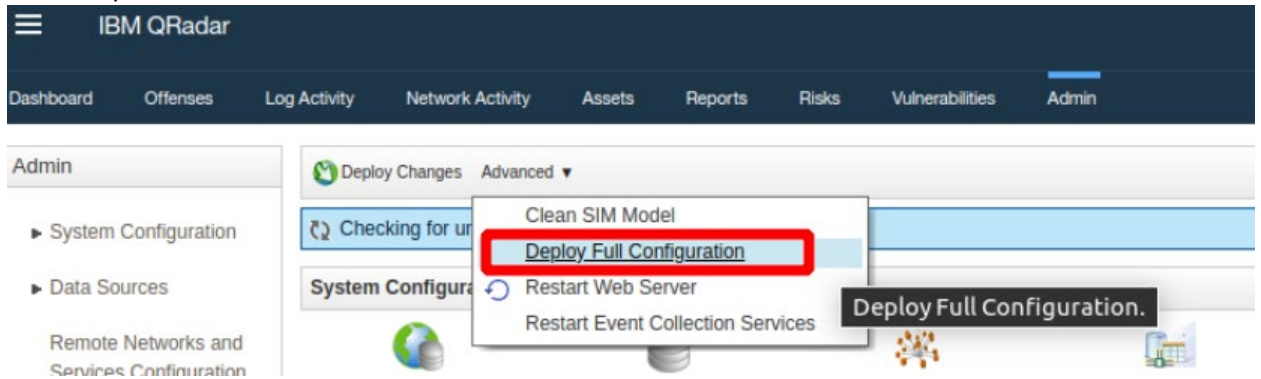 IBM QRadar
Dashboard Offenses Log Activity Network Activity Assets Reports Risks Vulnerabilities Admin
Admin
Deploy Changes Advanced ▼
System Configuration
Checking for un
Clean SIM Model
Deploy Full Configuration
Data Sources
System Configura
Restart Web Server
Deploy Full Configuration.
Restart Event Collection Services
Remote Networks and
Services Configuration